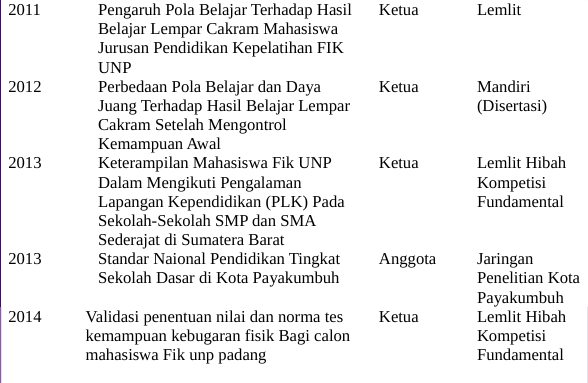 2011 Pengaruh Pola Belajar Terhadap Hasil Ketua Lemlit
Belajar Lempar Cakram Mahasiswa
Jurusan Pendidikan Kepelatihan FIK
UNP
2012 Perbedaan Pola Belajar dan Daya Ketua Mandiri
Juang Terhadap Hasil Belajar Lempar (Disertasi)
Cakram Setelah Mengontrol
Kemampuan Awal
2013 Keterampilan Mahasiswa Fik UNP Ketua Lemlit Hibah
Dalam Mengikuti Pengalaman Kompetisi
Lapangan Kependidikan (PLK) Pada Fundamental
Sekolah-Sekolah SMP dan SMA
Sederajat di Sumatera Barat
2013 Standar Naional Pendidikan Tingkat Anggota Jaringan
Sekolah Dasar di Kota Payakumbuh Penelitian Kota
Payakumbuh
2014 Validasi penentuan nilai dan norma tes Ketua Lemlit Hibah
kemampuan kebugaran fisik Bagi calon Kompetisi
mahasiswa Fik unp padang Fundamental